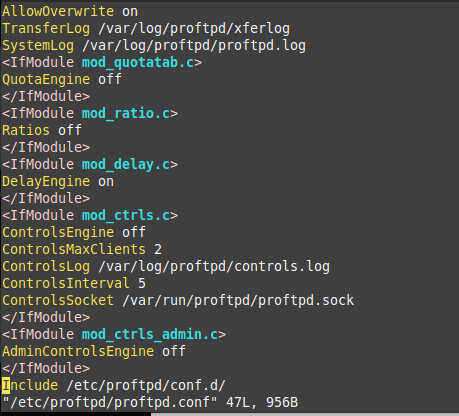 AllowOverwrite on
TransferLog /var/log/proftpd/xferlog
SystemLog /var/log/proftpd/proftpd.log
<IfModule mod_quotatab.c>
QuotaEngine off
</IfModule>
<IfModule mod_ratio.c>
Ratios off
</IfModule>
<IfModule mod_delay.c>
DelayEngine on
</IfModule>
<IfModule mod_ctrls.c>
ControlsEngine off
ControlsMaxClients 2
ControlsLog /var/log/proftpd/controls.log
ControlsInterval 5
ControlsSocket /var/run/proftpd/proftpd.sock
</IfModule>
<IfModule mod_ctrls_admin.c>
AdminControlsEngine off
</IfModule>
Include /etc/proftpd/conf.d/
"/etc/proftpd/proftpd.conf" 47L, 956B